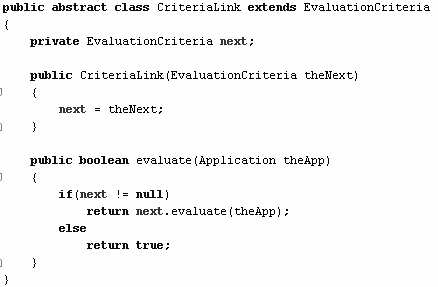 public abstract class CriteriaLink extends EvaluationCriteria
{
private EvaluationCriteria next;
public CriteriaLink(EvaluationCriteria theNext)
{
next = theNext;
}
public boolean evaluate(Application theApp)
{
if(next != null)
return next.evaluate(theApp);
else
return true;
}
}